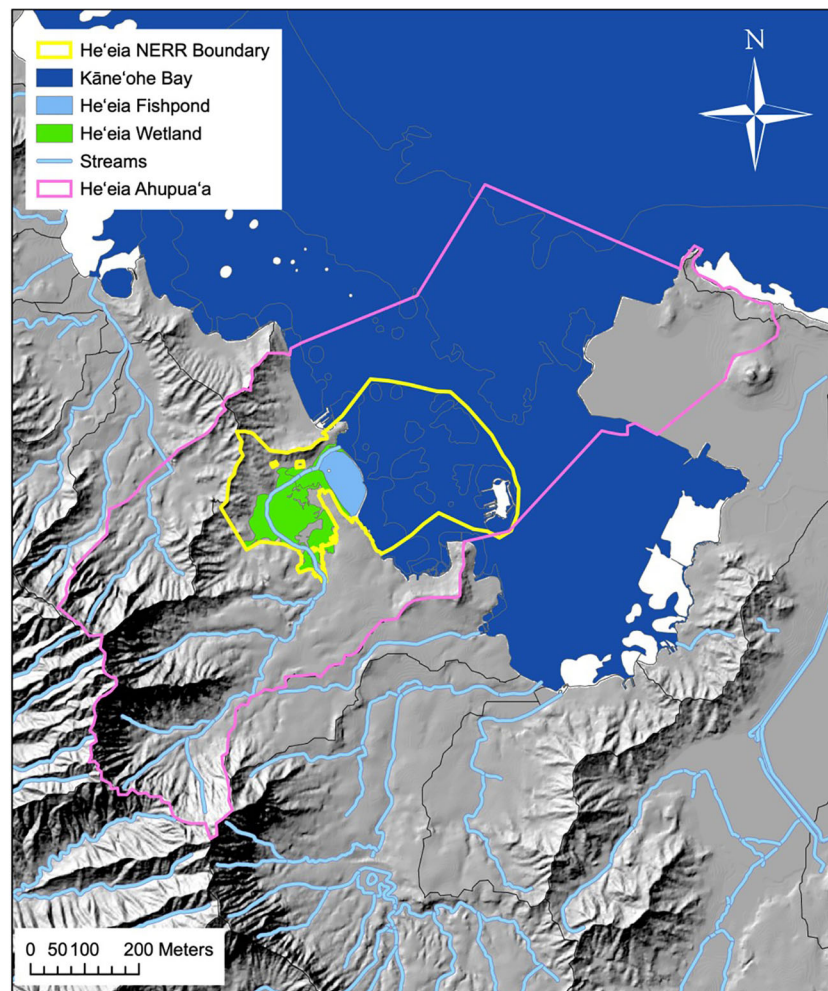 He‘eia NERR Boundary
Kāne‘ohe Bay
He‘eia Fishpond
He‘eia Wetland
Streams
He‘eia Ahupua‘a
N
0 50 100 200 Meters